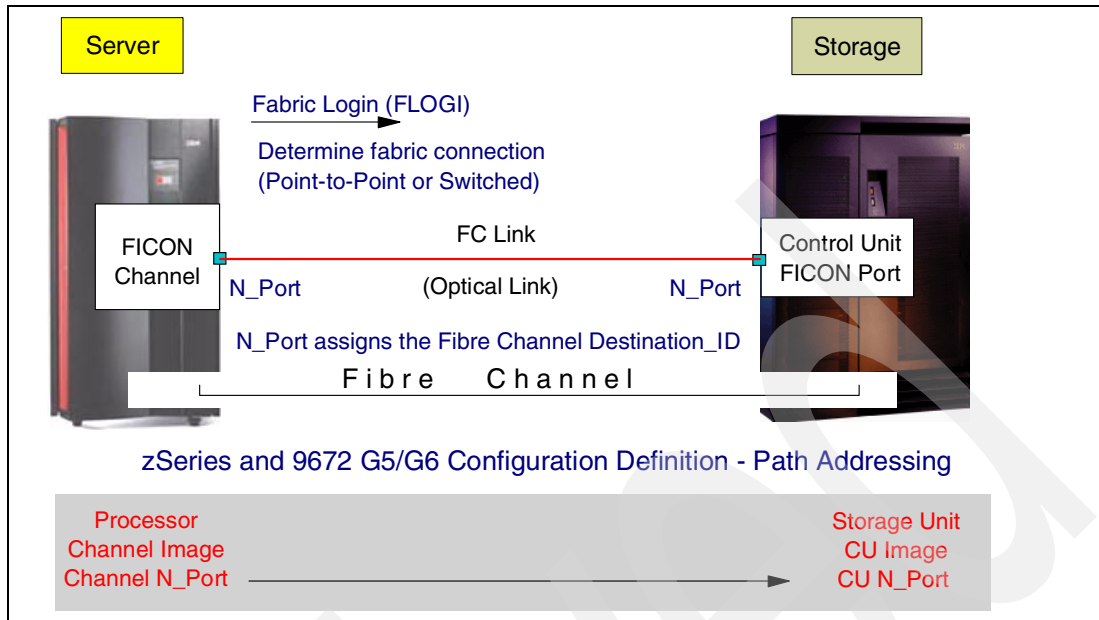 Server
Storage
Fabric Login (FLOGI)
Determine fabric connection
(Point-to-Point or Switched)
FICON
Channel
FC Link
Control Unit
FICON Port
N_Port
(Optical Link)
N_Port
N_Port assigns the Fibre Channel Destination_ID
Fibre Channel
zSeries and 9672 G5/G6 Configuration Definition - Path Addressing
Processor
Channel Image
Channel N_Port
Storage Unit
CU Image
CU N_Port